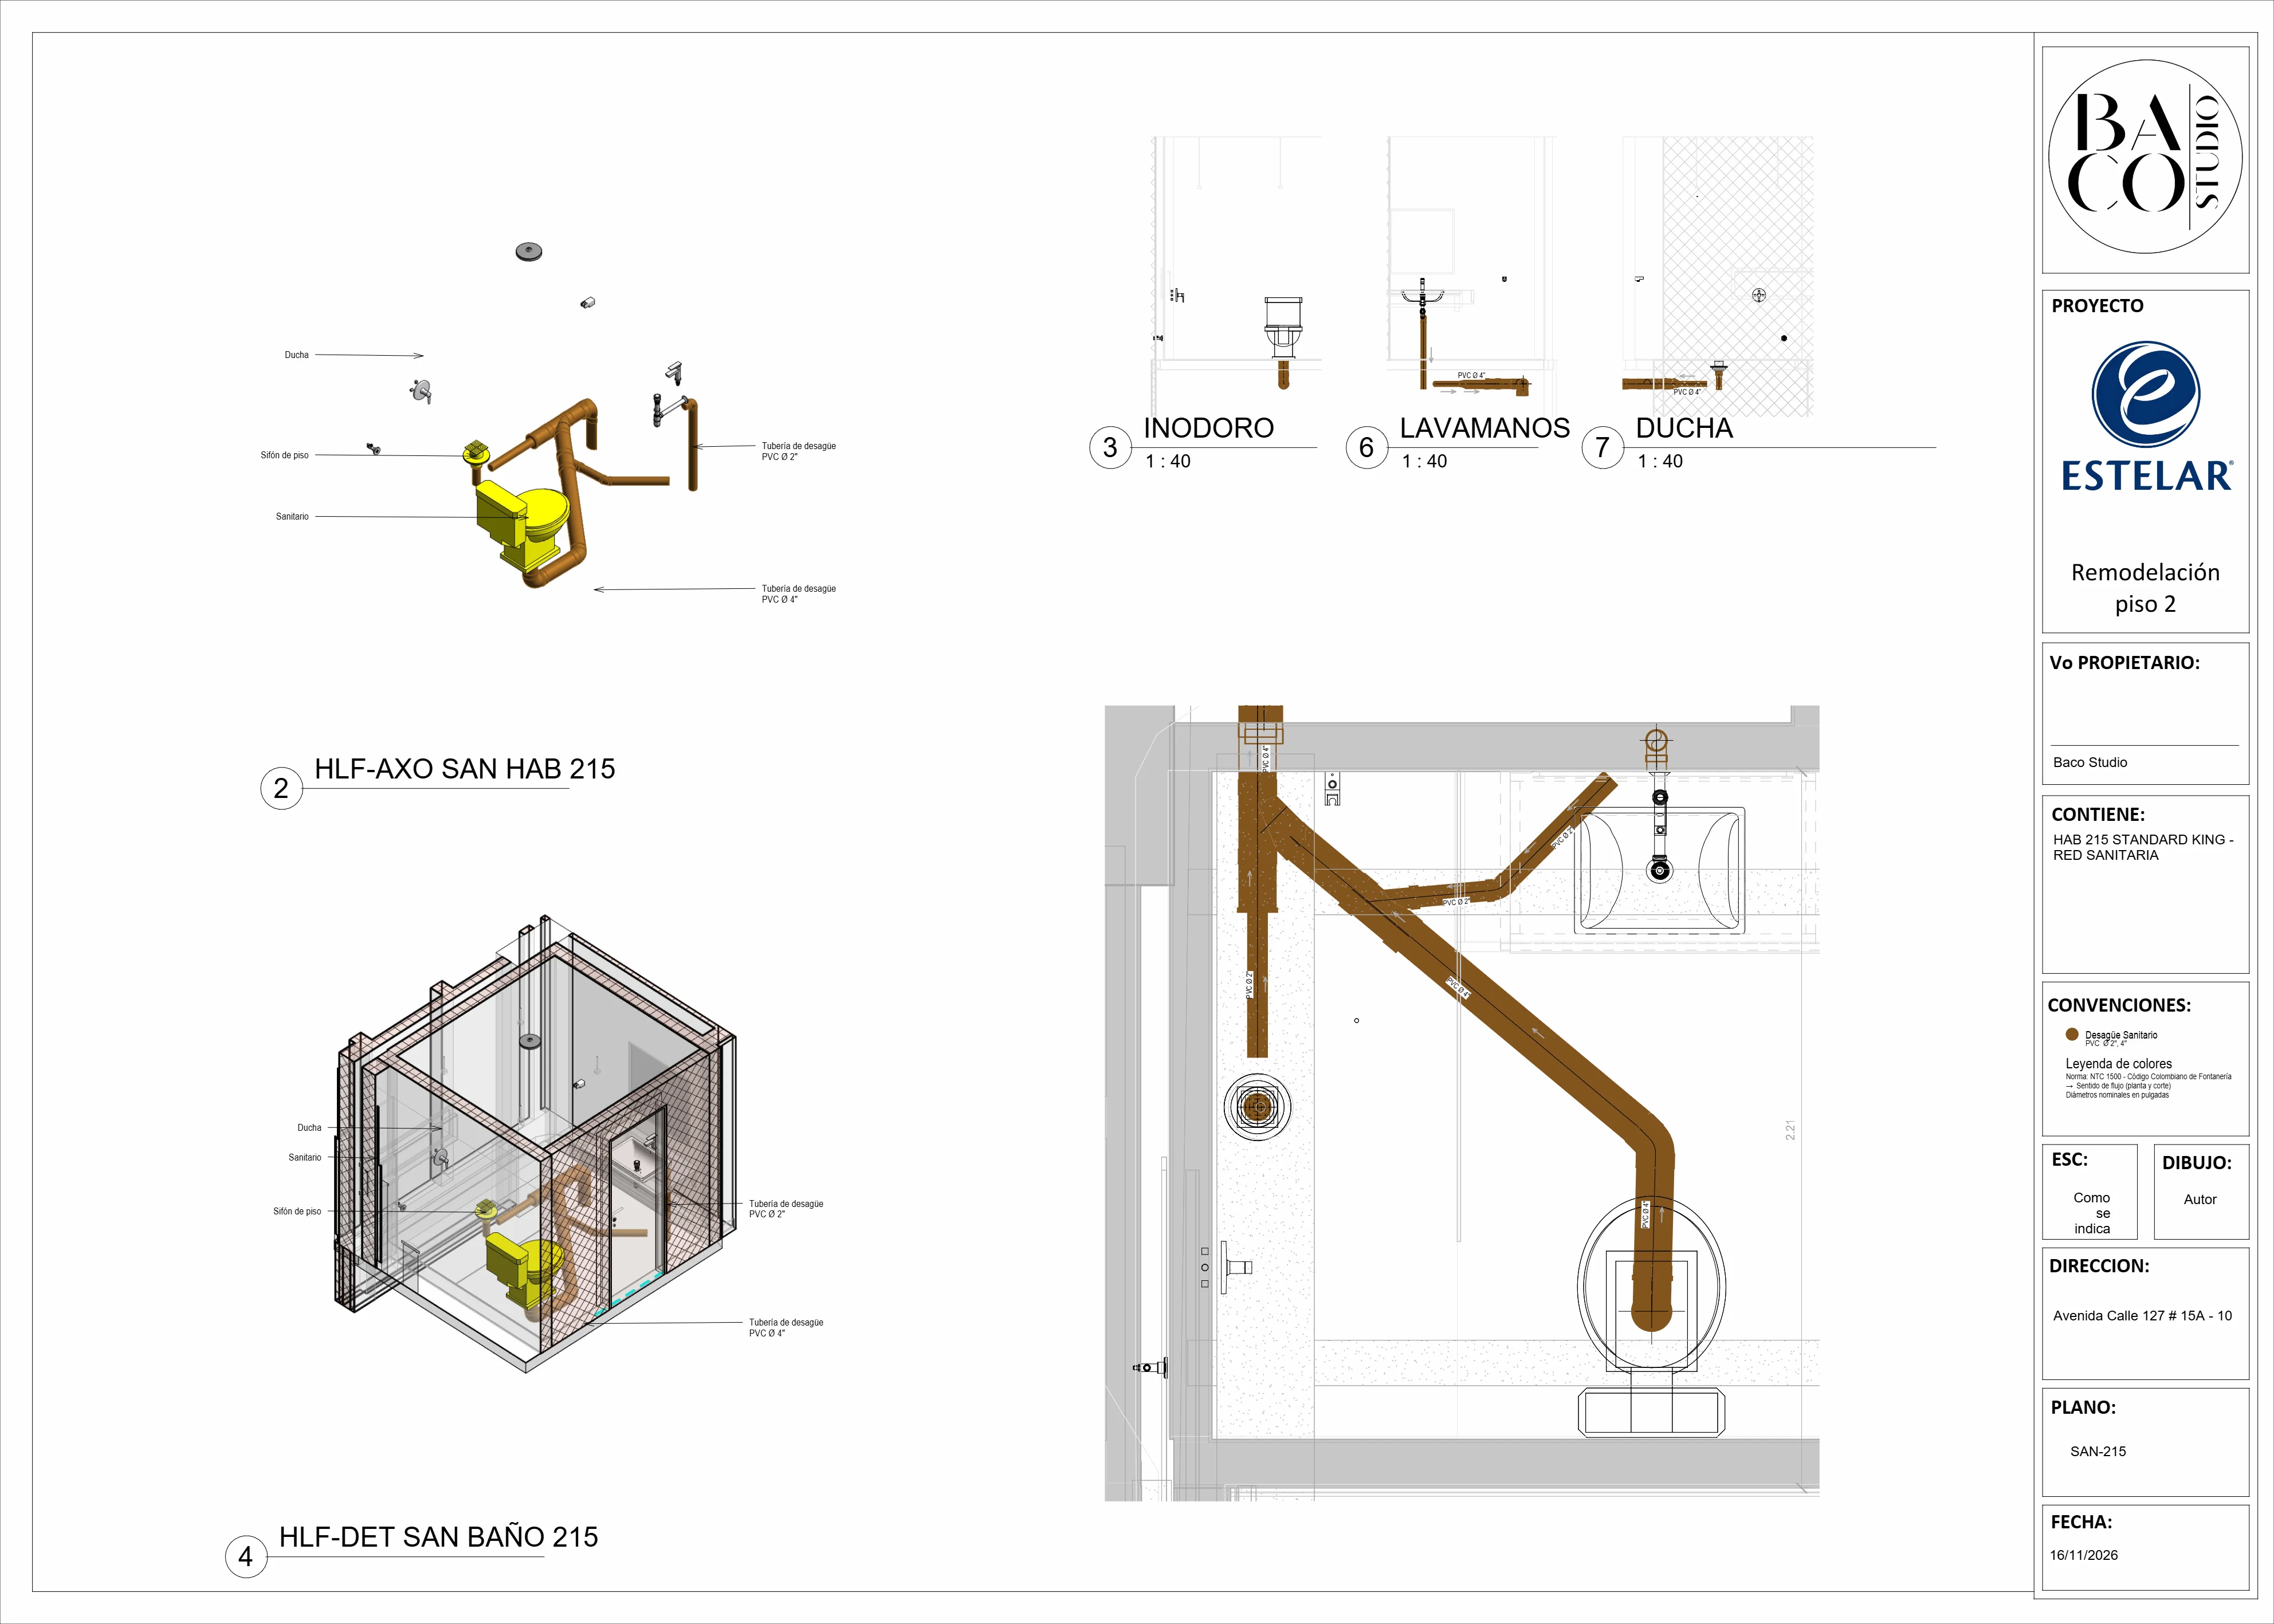 Ducha
Sifón de piso
Sanitario
Tubería de desagüe
PVC Ø 2"
Tubería de desagüe
PVC Ø 4"
2
HLF-AXO SAN HAB 215
PVC Ø 4"
PVC Ø 4"
3
INODORO
1 : 40
6
LAVAMANOS
1 : 40
7
DUCHA
1 : 40
Ducha
Sanitario
Sifón de piso
Tubería de desagüe
PVC Ø 2"
Tubería de desagüe
PVC Ø 4"
4
HLF-DET SAN BAÑO 215
PVC Ø 4"
PVC Ø 2"
PVC Ø 2"
PVC Ø 2"
PVC Ø 4"
PVC Ø 4"
2.21
BACO
STUDIO
PROYECTO
ESTELAR®
Remodelación
piso 2
Vo PROPIETARIO:
Baco Studio
CONTIENE:
HAB 215 STANDARD KING -
RED SANITARIA
CONVENCIONES:
Desagüe Sanitario
PVC Ø 2", 4"
Leyenda de colores
Norma: NTC 1500 - Código Colombiano de Fontanería
→ Sentido de flujo (planta y corte)
Diámetros nominales en pulgadas
ESC:
Como
se
indica
DIBUJO:
Autor
DIRECCION:
Avenida Calle 127 # 15A - 10
PLANO:
SAN-215
FECHA:
16/11/2026